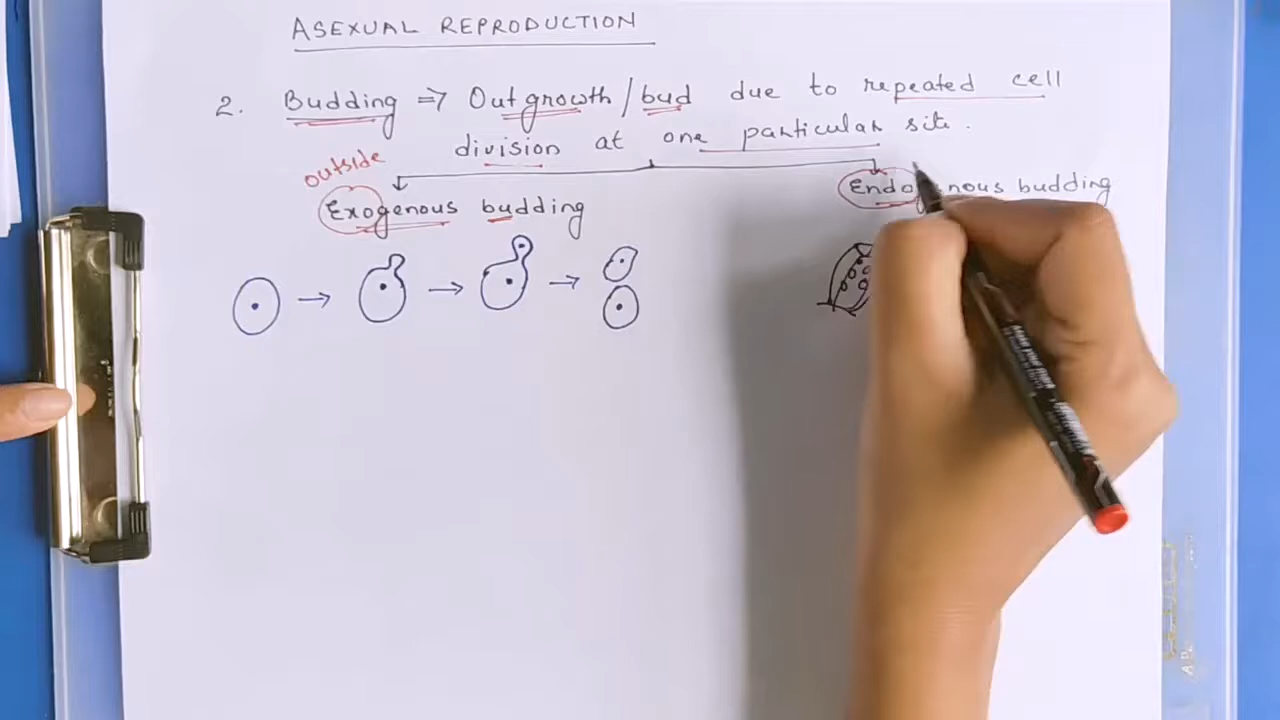 ASEXUAL REPRODUCTION
2. Budding => Outgrowth/bud due to repeated cell
division at one particular site.
outside
Exogenous budding
Endogenous budding